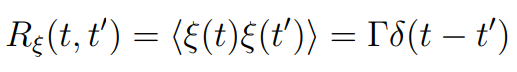 R_ξ(t, t′) = ⟨ξ(t)ξ(t′)⟩ = Γδ(t − t′)